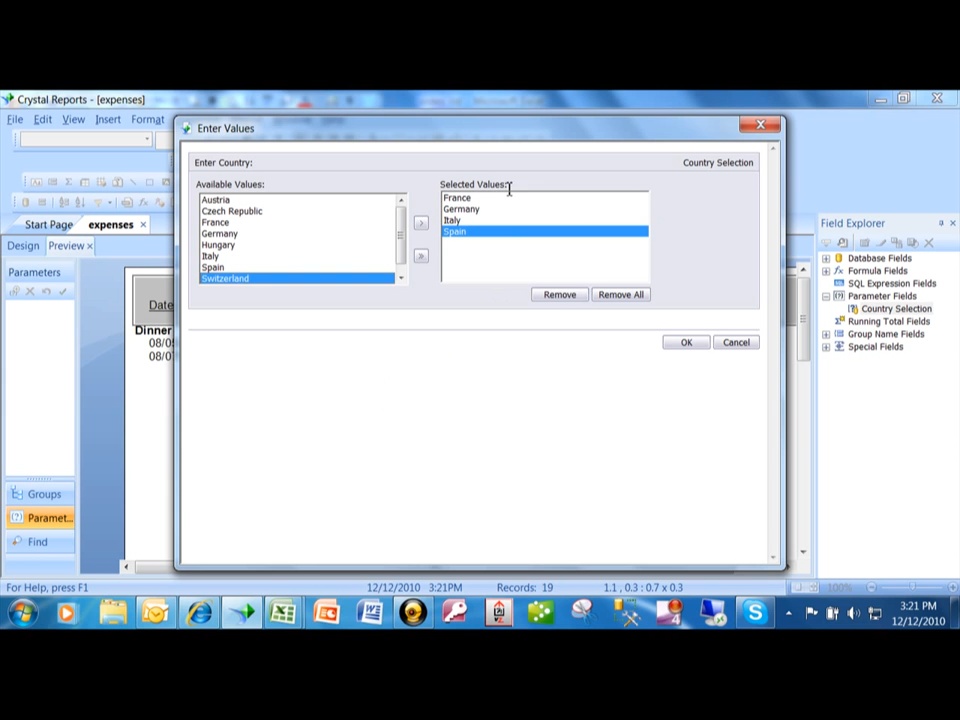 Crystal Reports - [expenses]
File Edit View Insert Format
Start Page expenses
Design Preview
Parameters
Date
Dinner
08/0
08/0
Groups
Paramet...
Find
Enter Values
Enter Country: Country Selection
Available Values: Selected Values:
Austria
Czech Republic
France
Germany
Hungary
Italy
Spain
Switzerland
France
Germany
Italy
Spain
> 
Remove Remove All
OK Cancel
Field Explorer
Database Fields
Formula Fields
SQL Expression Fields
Parameter Fields
Country Selection
Running Total Fields
Group Name Fields
Special Fields
For Help, press F1 12/12/2010 3:21PM Records: 19 1.1 , 0.3 : 0.7 x 0.3 100%
3:21 PM
12/12/2010